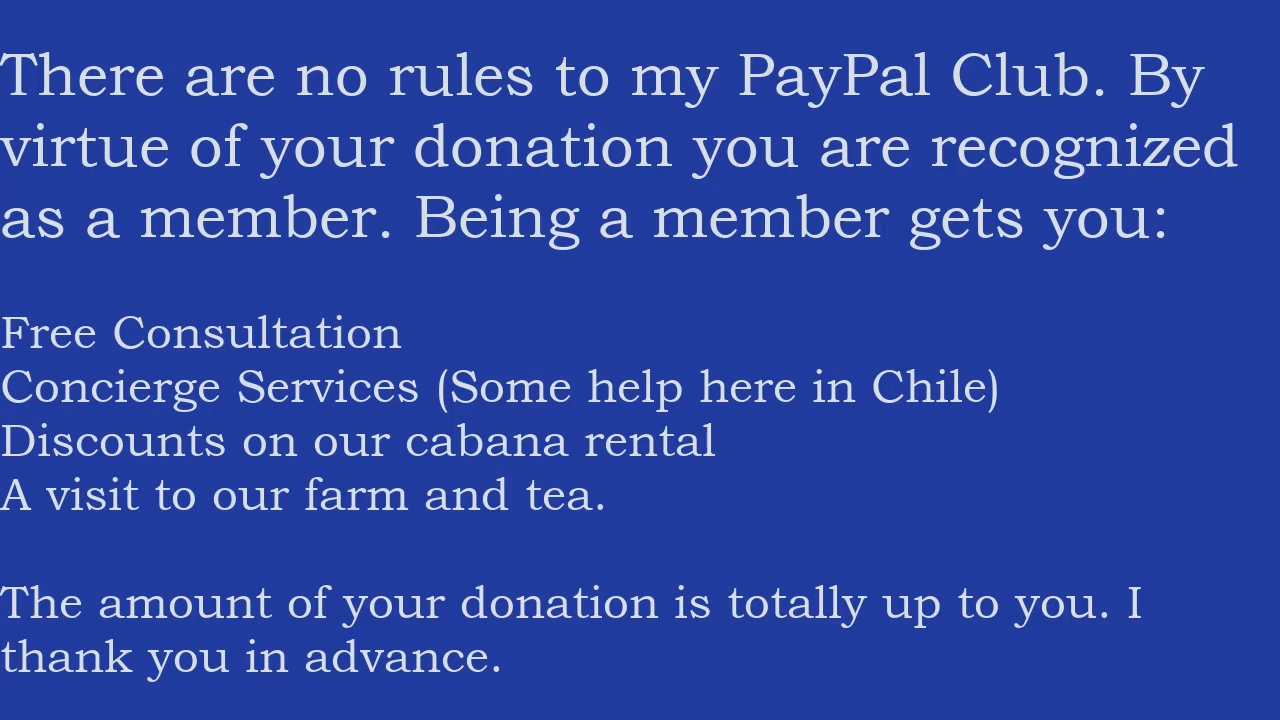 There are no rules to my PayPal Club. By
virtue of your donation you are recognized
as a member. Being a member gets you:
Free Consultation
Concierge Services (Some help here in Chile)
Discounts on our cabana rental
A visit to our farm and tea.
The amount of your donation is totally up to you. I
thank you in advance.